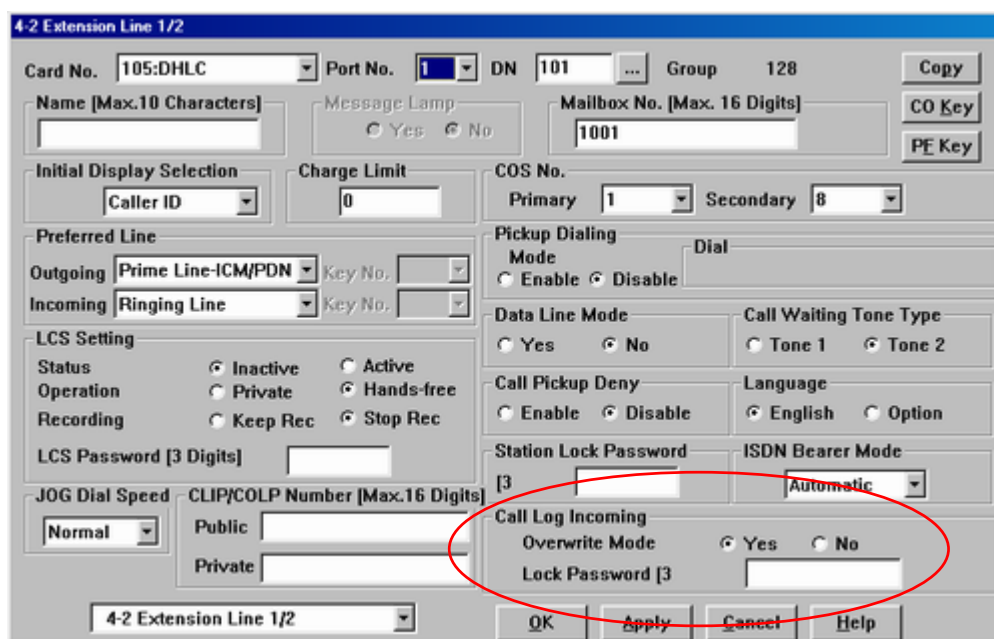 4-2 Extension Line 1/2
Card No. 105:DHLC Port No. 1 DN 101 ... Group 128 Copy
Name [Max.10 Characters] Message Lamp Mailbox No. [Max. 16 Digits] CO Key
Yes No 1001
PF Key
Initial Display Selection Charge Limit COS No.
Caller ID 0 Primary 1 Secondary 8
Preferred Line Pickup Dialing
Mode Dial
Outgoing Prime Line-ICM/PDN Key No. Enable Disable
Incoming Ringing Line Key No.
Data Line Mode Call Waiting Tone Type
LCS Setting Yes No Tone 1 Tone 2
Status Inactive Active
Operation Private Hands-free Call Pickup Deny Language
Recording Keep Rec Stop Rec Enable Disable English Option
LCS Password [3 Digits] Station Lock Password ISDN Bearer Mode
[3 Automatic
JOG Dial Speed CLIP/COLP Number [Max.16 Digits]
Normal Public Call Log Incoming
Overwrite Mode Yes No
Private Lock Password [3
4-2 Extension Line 1/2 OK Apply Cancel Help